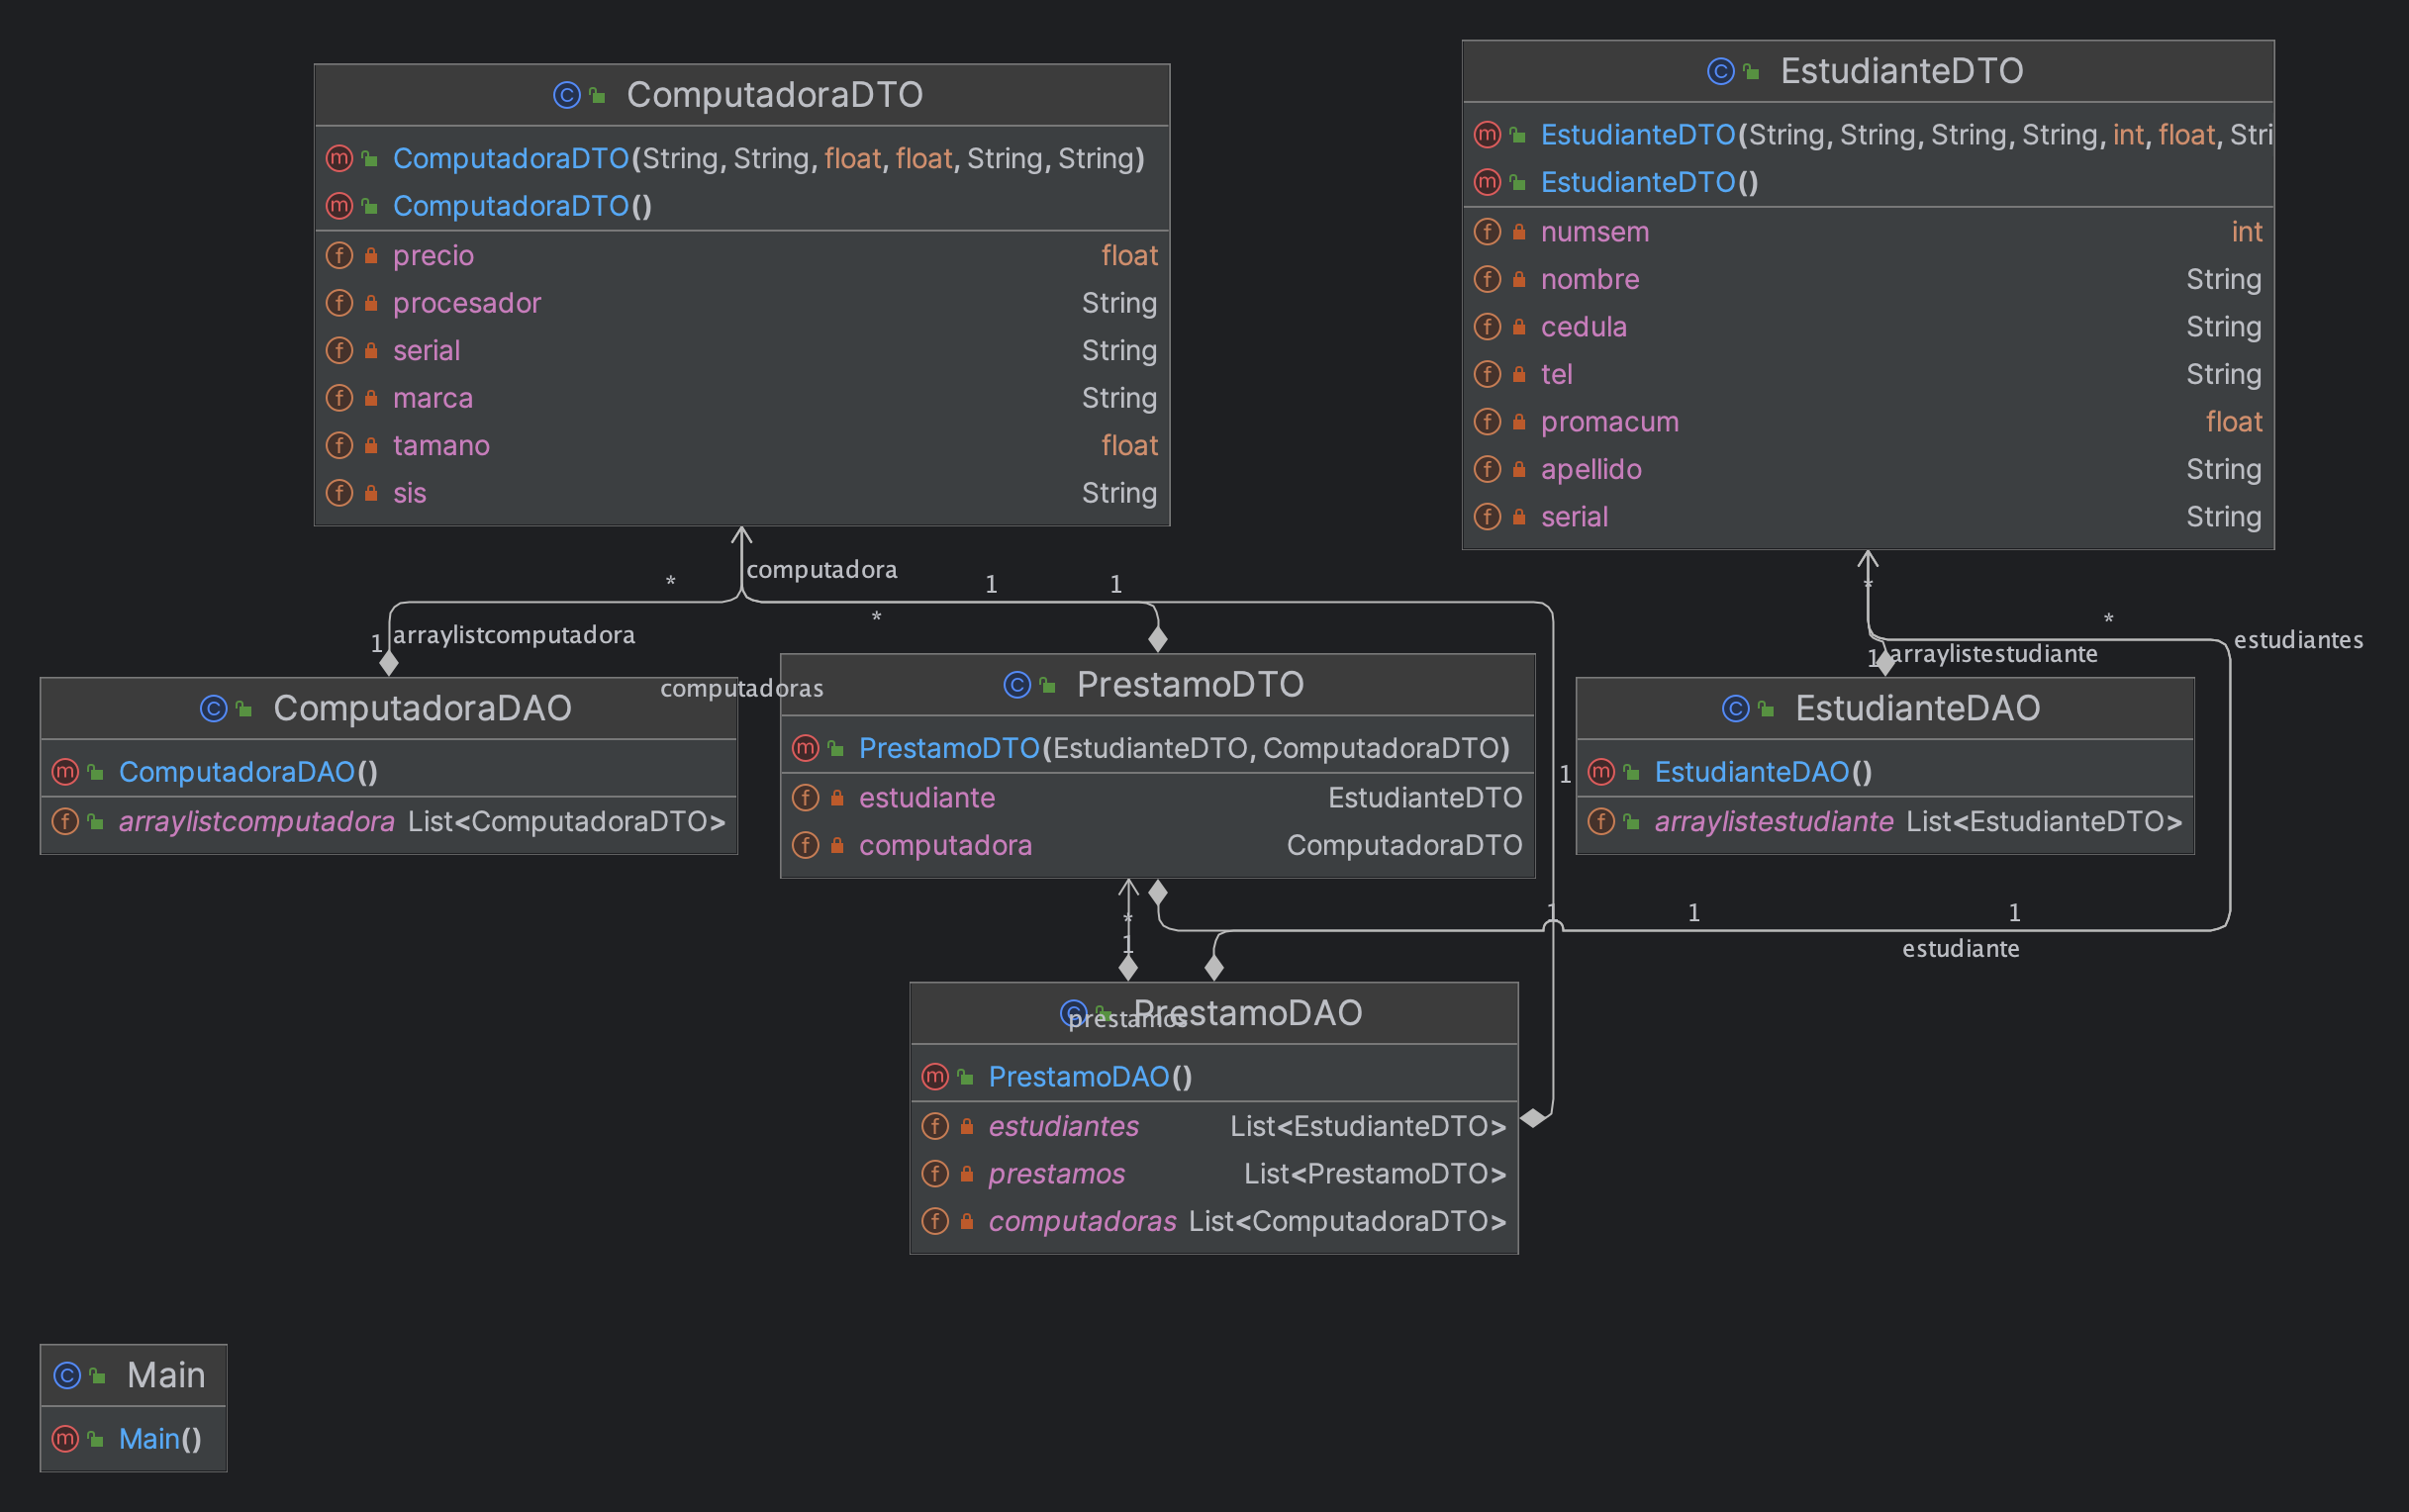 ComputadoraDTO
ComputadoraDTO(String, String, float, float, String, String)
ComputadoraDTO()
precio float
procesador String
serial String
marca String
tamano float
sis String
EstudianteDTO
EstudianteDTO(String, String, String, String, int, float, Stri
EstudianteDTO()
numsem int
nombre String
cedula String
tel String
promacum float
apellido String
serial String
computadora
* 1 1
*
1 arraylistcomputadora
computadoras
*
*
estudiantes
1 arraylistestudiante
ComputadoraDAO
ComputadoraDAO()
arraylistcomputadora List<ComputadoraDTO>
PrestamoDTO
PrestamoDTO(EstudianteDTO, ComputadoraDTO)
estudiante EstudianteDTO
computadora ComputadoraDTO
1
EstudianteDAO
EstudianteDAO()
arraylistestudiante List<EstudianteDTO>
*
1
1 1 1
estudiante
PrestamoDAO
prestamos
PrestamoDAO()
estudiantes List<EstudianteDTO>
prestamos List<PrestamoDTO>
computadoras List<ComputadoraDTO>
Main
Main()